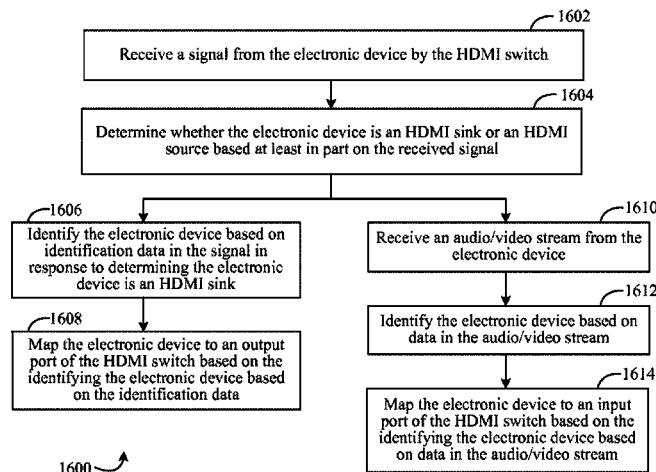 1602
Receive a signal from the electronic device by the HDMI switch
1604
Determine whether the electronic device is an HDMI sink or an HDMI
source based at least in part on the received signal
1606
Identify the electronic device based on
identification data in the signal in
response to determining the electronic
device is an HDMI sink
1608
Map the electronic device to an output
port of the HDMI switch based on the
identifying the electronic device based
on the identification data
1610
Receive an audio/video stream from the
electronic device
1612
Identify the electronic device based on
data in the audio/video stream
1614
Map the electronic device to an input
port of the HDMI switch based on the
identifying the electronic device based
on data in the audio/video stream
1600